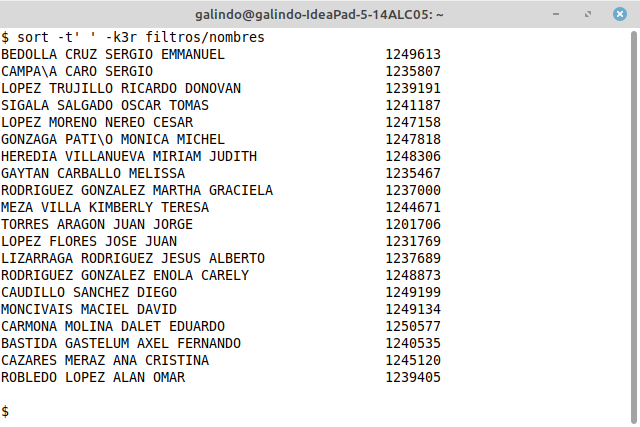 galindo@galindo-IdeaPad-5-14ALC05: ~
$ sort -t' ' -k3r filtros/nombres
BEDOLLA CRUZ SERGIO EMMANUEL 1249613
CAMPA\A CARO SERGIO 1235807
LOPEZ TRUJILLO RICARDO DONOVAN 1239191
SIGALA SALGADO OSCAR TOMAS 1241187
LOPEZ MORENO NEREO CESAR 1247158
GONZAGA PATI\O MONICA MICHEL 1247818
HEREDIA VILLANUEVA MIRIAM JUDITH 1248306
GAYTAN CARBALLO MELISSA 1235467
RODRIGUEZ GONZALEZ MARTHA GRACIELA 1237000
MEZA VILLA KIMBERLY TERESA 1244671
TORRES ARAGON JUAN JORGE 1201706
LOPEZ FLORES JOSE JUAN 1231769
LIZARRAGA RODRIGUEZ JESUS ALBERTO 1237689
RODRIGUEZ GONZALEZ ENOLA CARELY 1248873
CAUDILLO SANCHEZ DIEGO 1249199
MONCIVAIS MACIEL DAVID 1249134
CARMONA MOLINA DALET EDUARDO 1250577
BASTIDA GASTELUM AXEL FERNANDO 1240535
CAZARES MERAZ ANA CRISTINA 1245120
ROBLEDO LOPEZ ALAN OMAR 1239405
$